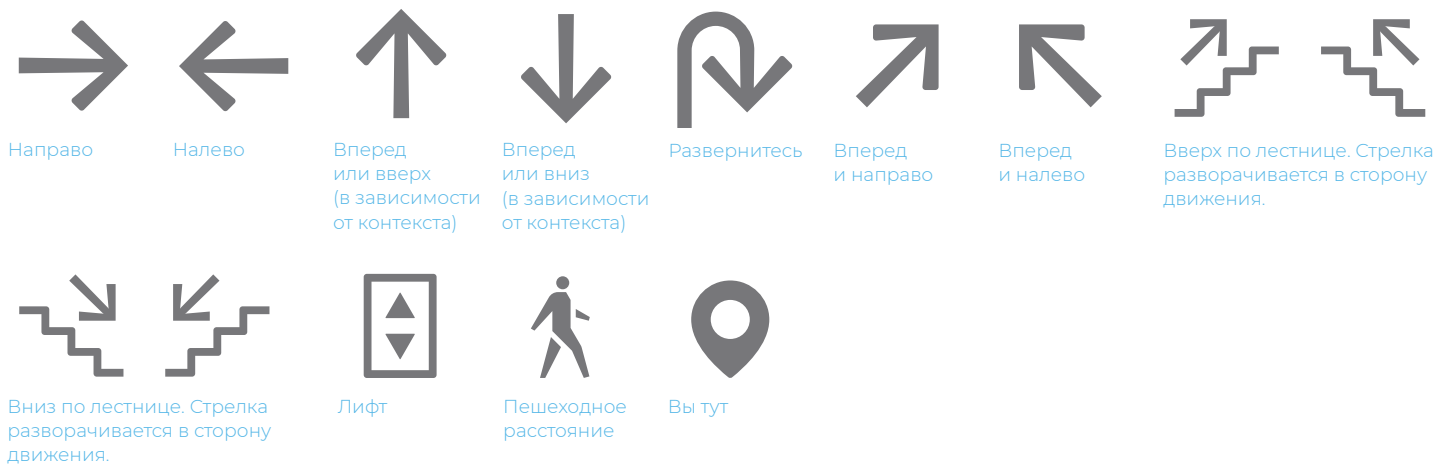 Направо
Налево
Вперед
или вверх
(в зависимости
от контекста)
Вперед
или вниз
(в зависимости
от контекста)
Развернитесь
Вперед
и направо
Вперед
и налево
Вверх по лестнице. Стрелка
разворачивается в сторону
движения.
Вниз по лестнице. Стрелка
разворачивается в сторону
движения.
Лифт
Пешеходное
расстояние
Вы тут